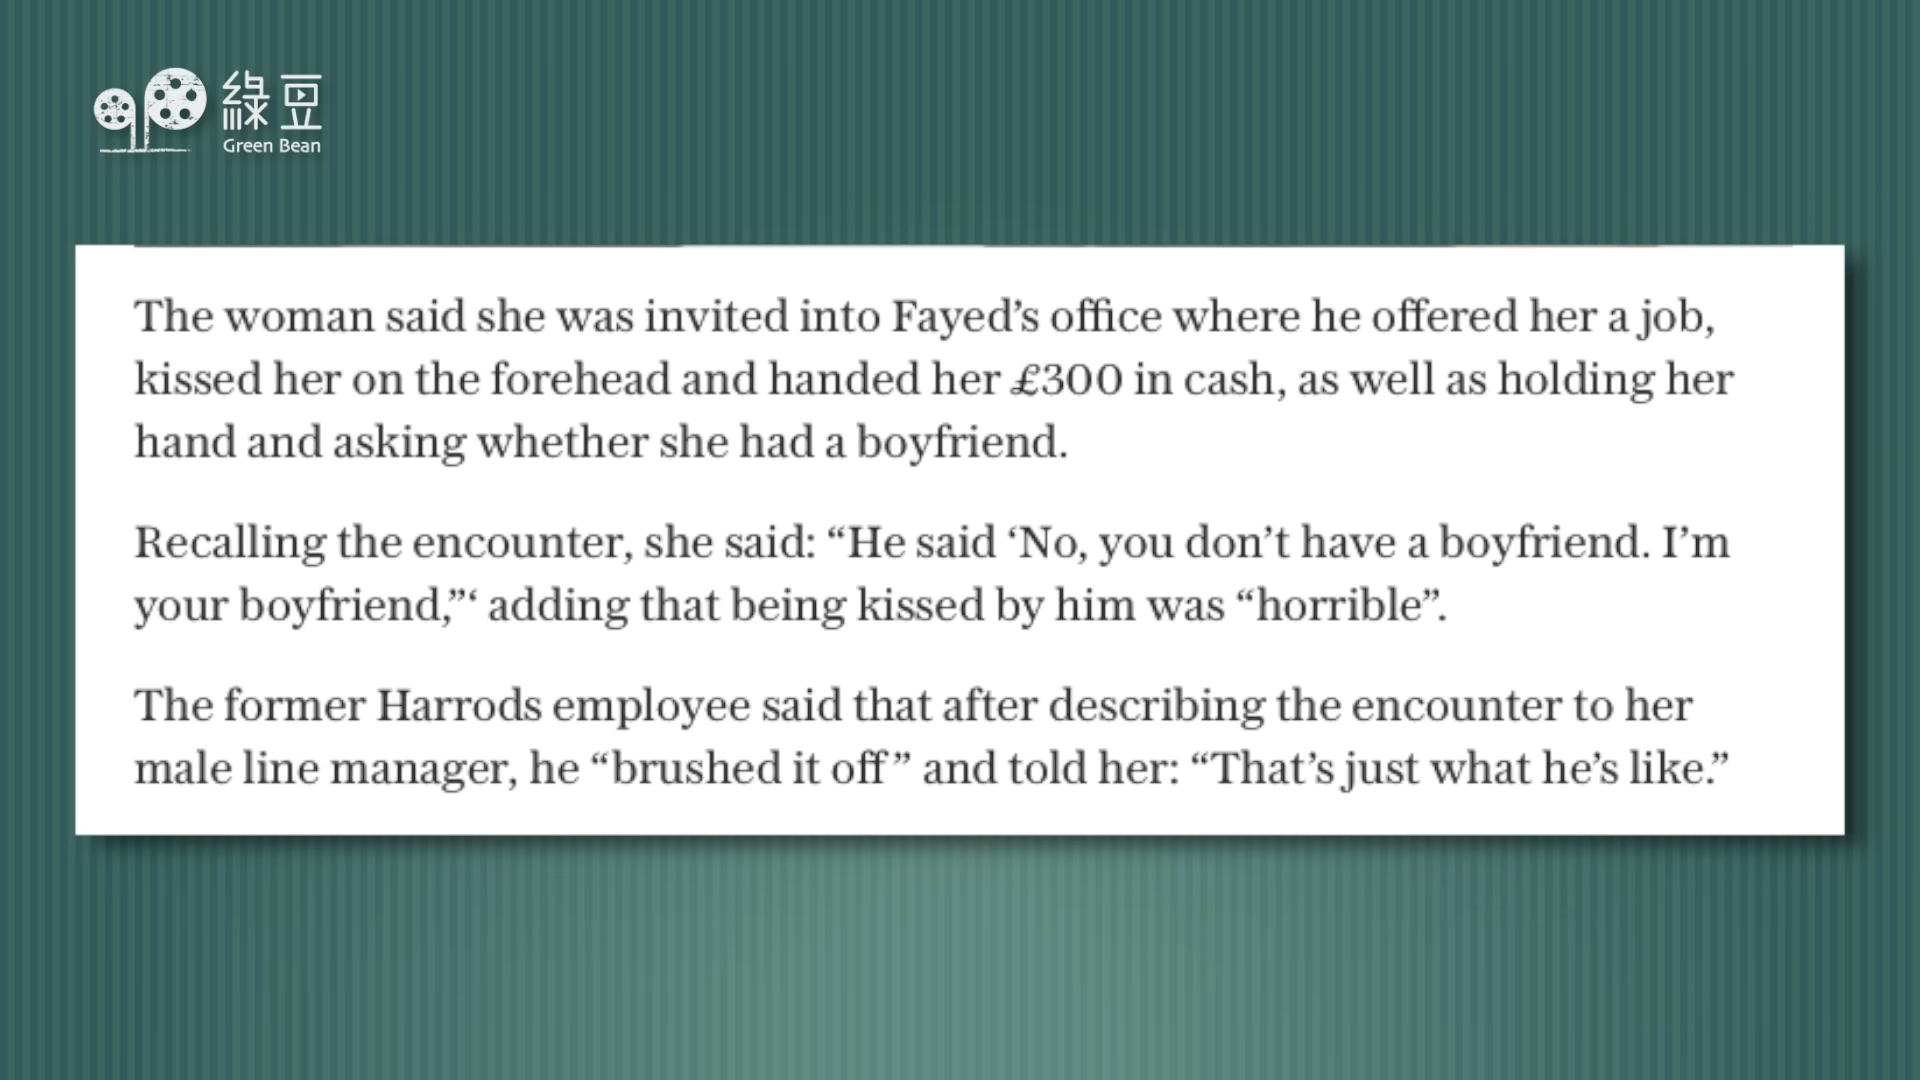 綠豆
Green Bean
The woman said she was invited into Fayed’s office where he offered her a job,
kissed her on the forehead and handed her £300 in cash, as well as holding her
hand and asking whether she had a boyfriend.
Recalling the encounter, she said: “He said ‘No, you don’t have a boyfriend. I’m
your boyfriend,”‘ adding that being kissed by him was “horrible”.
The former Harrods employee said that after describing the encounter to her
male line manager, he “brushed it off” and told her: “That’s just what he’s like.”